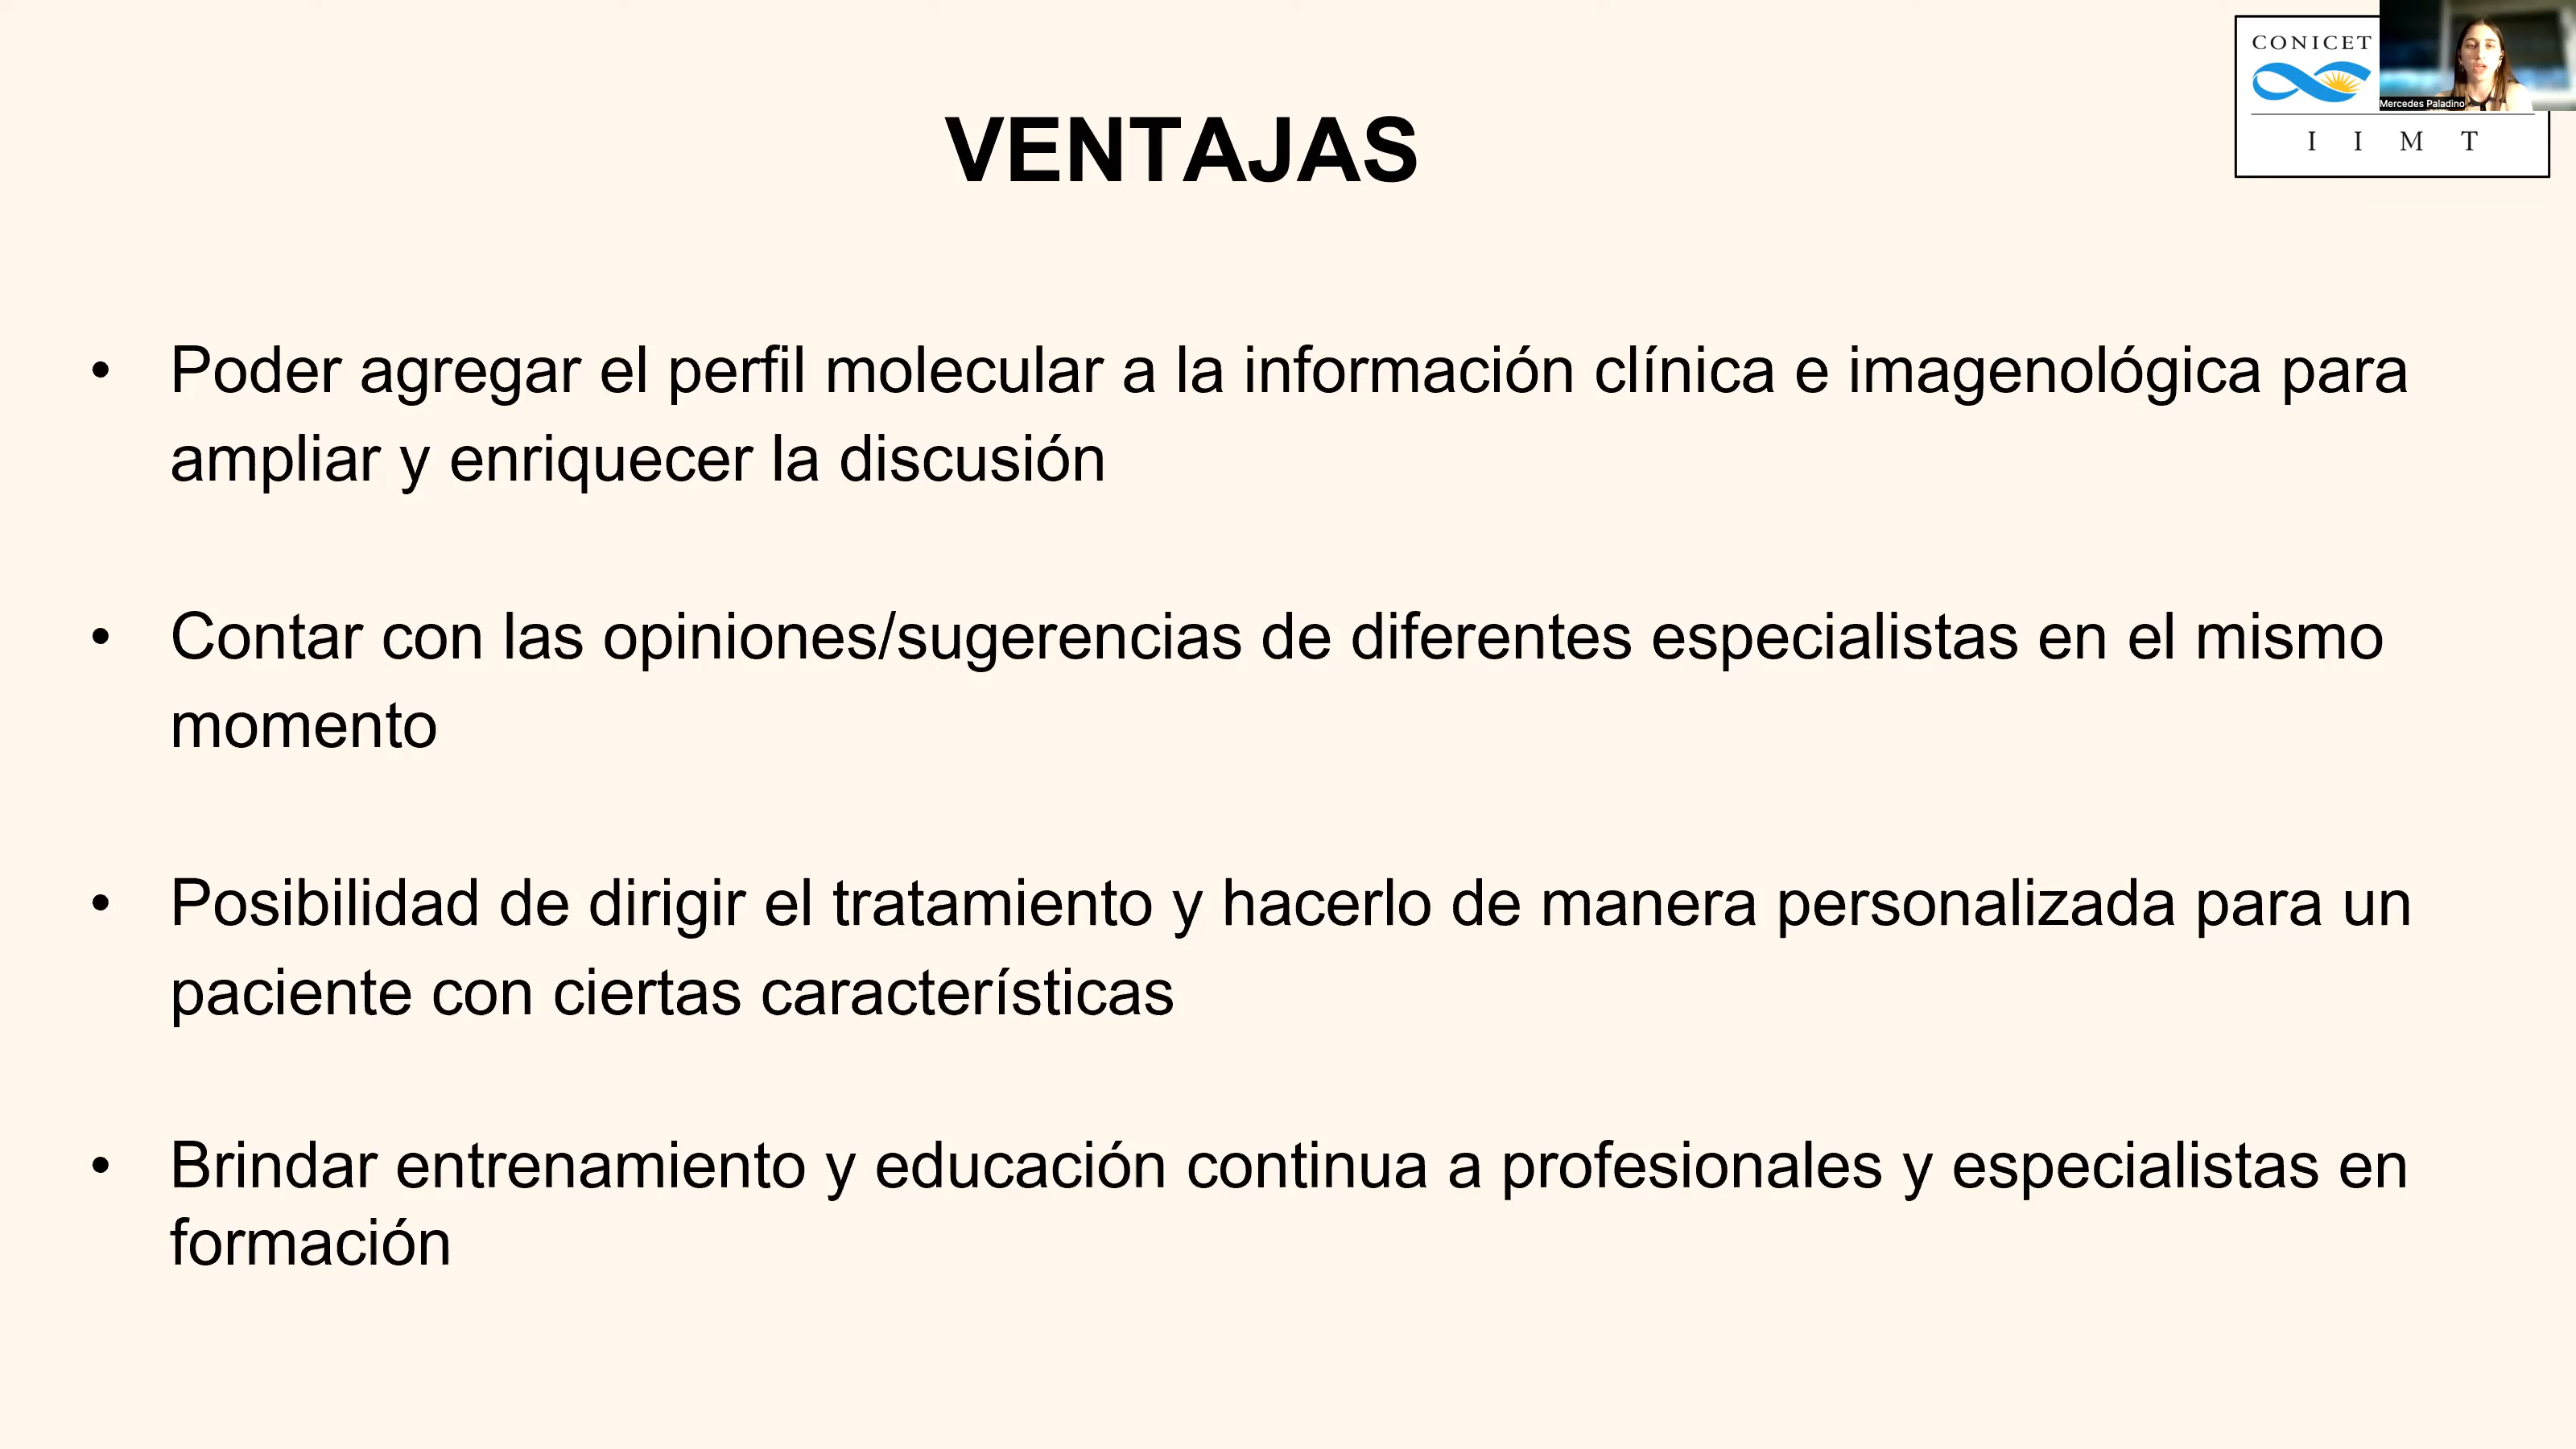 CONICET
Mercedes Paladino
I I M T
VENTAJAS
• Poder agregar el perfil molecular a la información clínica e imagenológica para
ampliar y enriquecer la discusión
• Contar con las opiniones/sugerencias de diferentes especialistas en el mismo
momento
• Posibilidad de dirigir el tratamiento y hacerlo de manera personalizada para un
paciente con ciertas características
• Brindar entrenamiento y educación continua a profesionales y especialistas en
formación